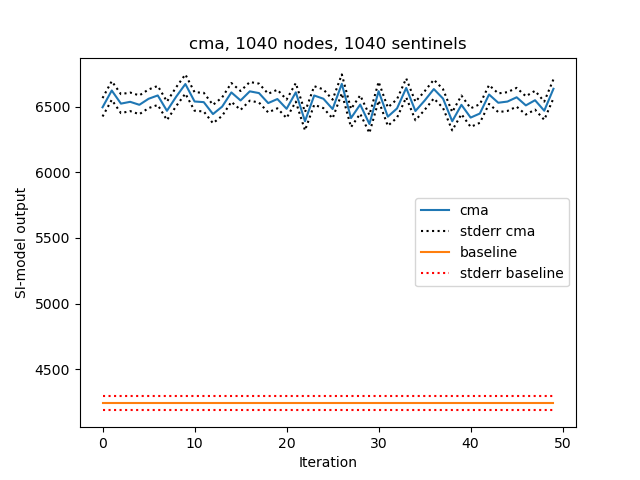 cma, 1040 nodes, 1040 sentinels
SI-model output
6500
6000
5500
5000
4500
cma
stderr cma
baseline
stderr baseline
0 10 20 30 40 50
Iteration